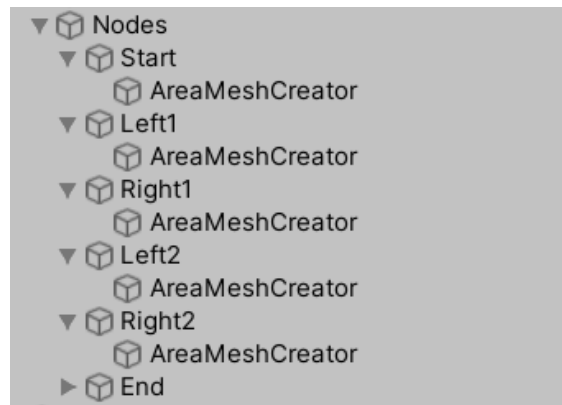 Nodes
Start
AreaMeshCreator
Left1
AreaMeshCreator
Right1
AreaMeshCreator
Left2
AreaMeshCreator
Right2
AreaMeshCreator
End